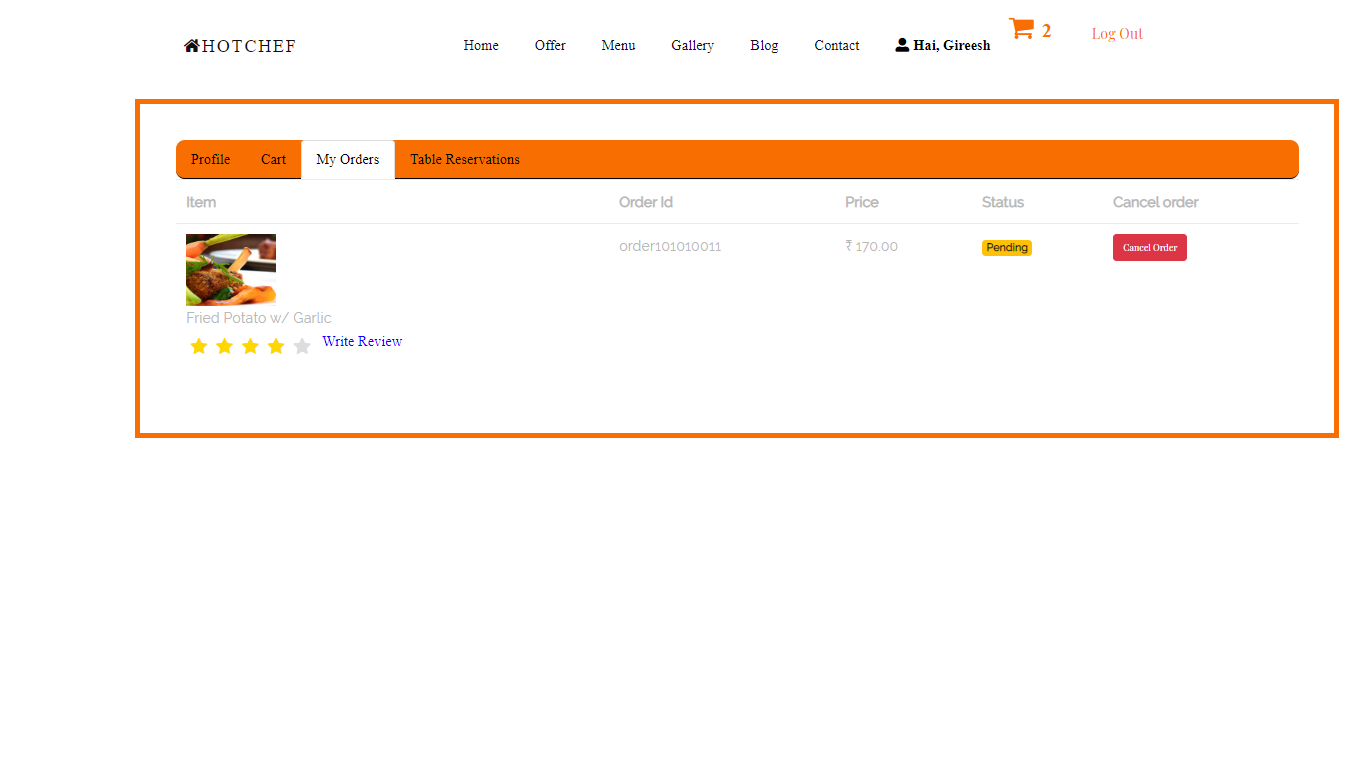 HOTCHEF Home Offer Menu Gallery Blog Contact Hai, Gireesh 2 Log Out
Profile Cart My Orders Table Reservations
Item Order Id Price Status Cancel order
order101010011 ₹ 170.00 Pending Cancel Order
Fried Potato w/ Garlic
Write Review